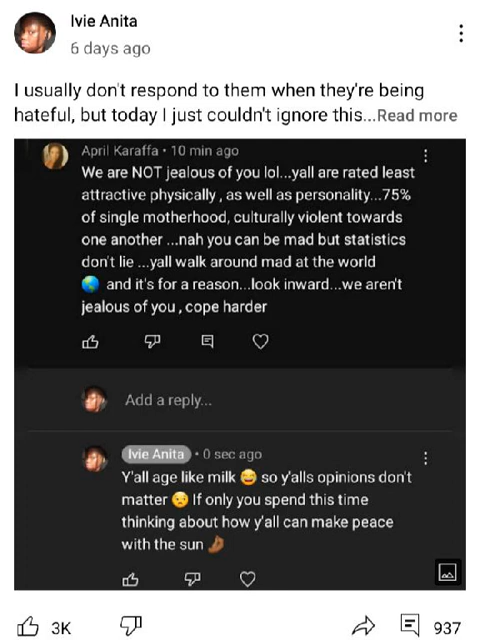 Ivie Anita
6 days ago
I usually don't respond to them when they're being
hateful, but today I just couldn't ignore this...Read more
April Karaffa • 10 min ago
We are NOT jealous of you lol...yall are rated least
attractive physically, as well as personality...75%
of single motherhood, culturally violent towards
one another ...nah you can be mad but statistics
don't lie ...yall walk around mad at the world
🌎 and it's for a reason...look inward...we aren't
jealous of you, cope harder
Add a reply...
Ivie Anita • 0 sec ago
Y'all age like milk 😅 so y'alls opinions don't
matter 😟 If only you spend this time
thinking about how y'all can make peace
with the sun 🤌🏾
3K
937